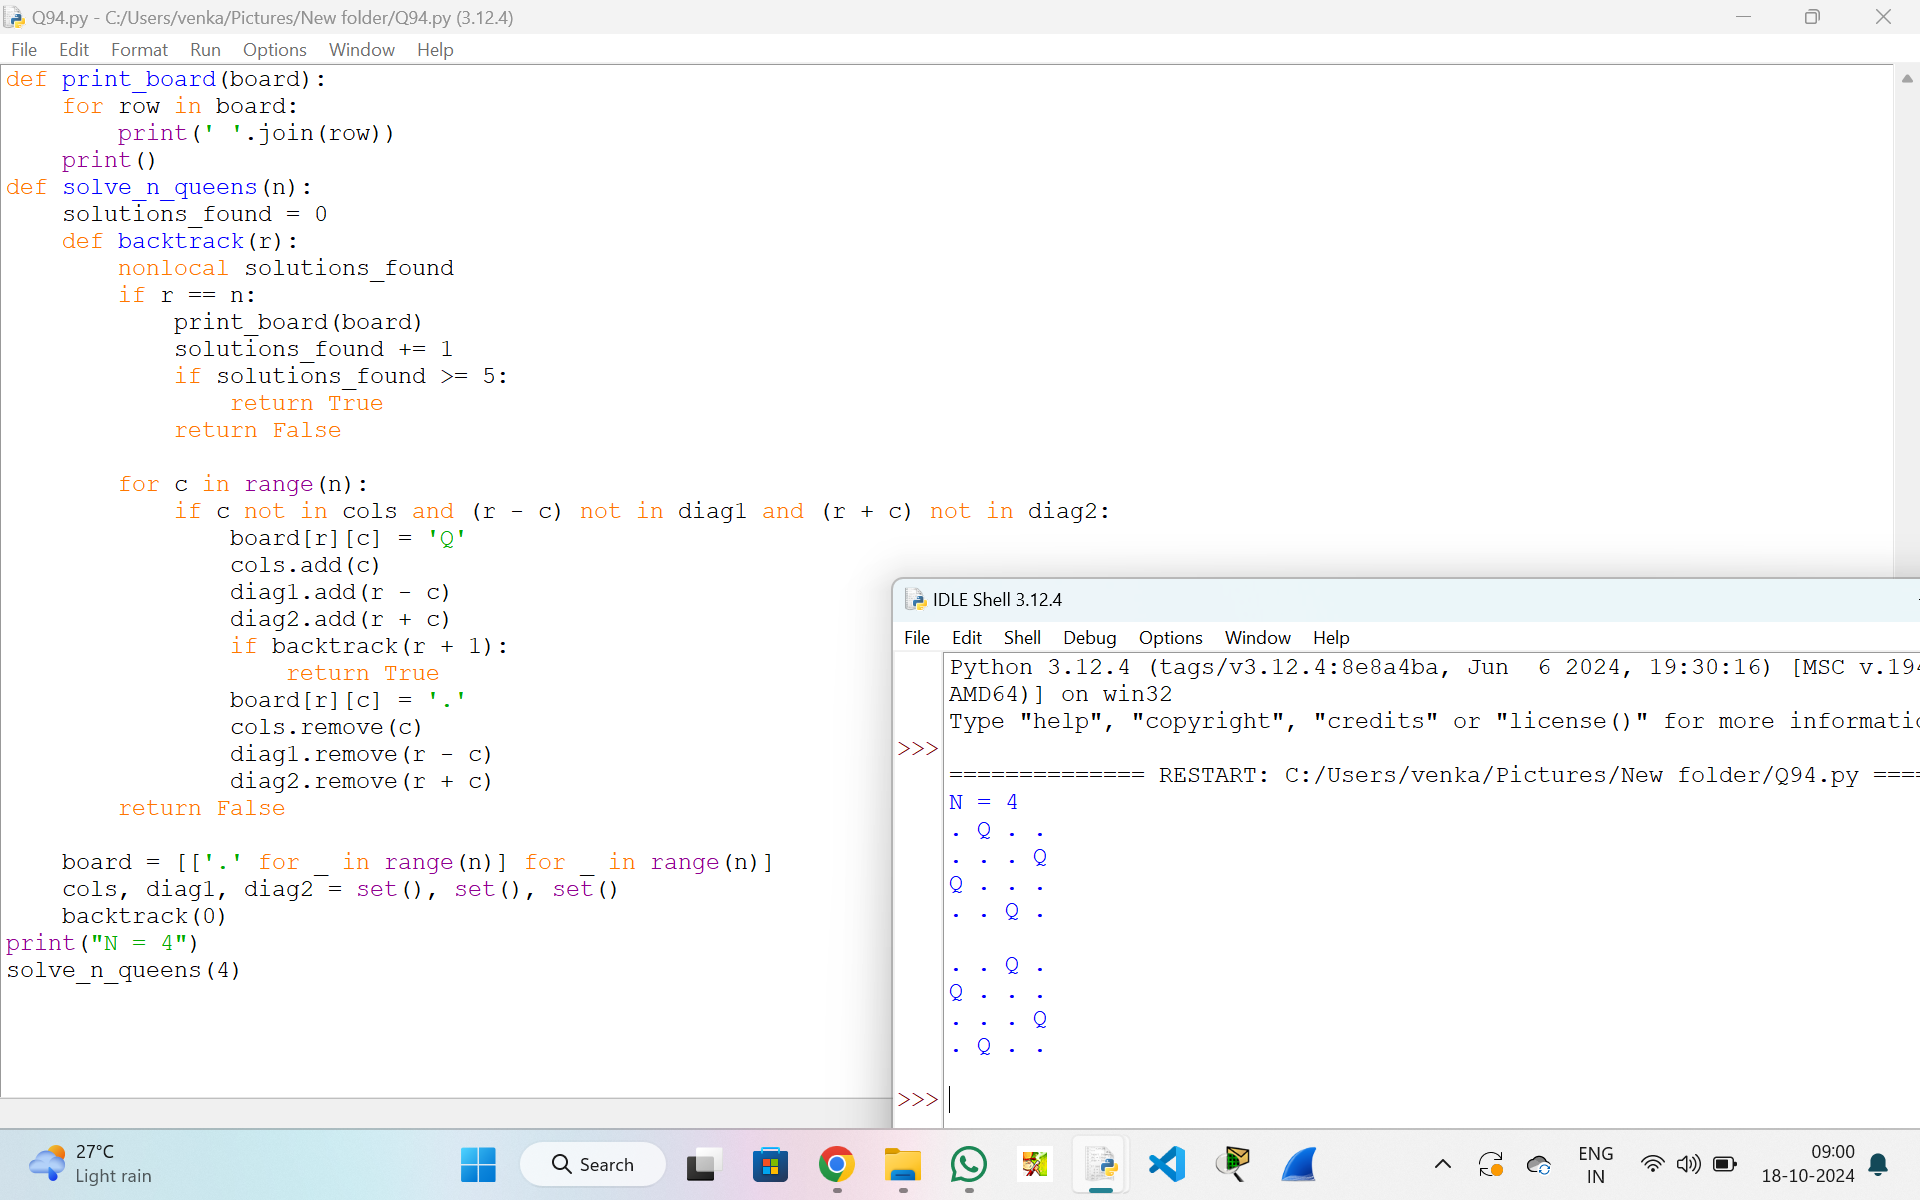 Q94.py - C:/Users/venka/Pictures/New folder/Q94.py (3.12.4)
File Edit Format Run Options Window Help
def print_board(board):
    for row in board:
        print(' '.join(row))
    print()
def solve_n_queens(n):
    solutions_found = 0
    def backtrack(r):
        nonlocal solutions_found
        if r == n:
            print_board(board)
            solutions_found += 1
            if solutions_found >= 5:
                return True
            return False

        for c in range(n):
            if c not in cols and (r - c) not in diag1 and (r + c) not in diag2:
                board[r][c] = 'Q'
                cols.add(c)
                diag1.add(r - c)
                diag2.add(r + c)
                if backtrack(r + 1):
                    return True
                board[r][c] = '.'
                cols.remove(c)
                diag1.remove(r - c)
                diag2.remove(r + c)
        return False

    board = [['.' for _ in range(n)] for _ in range(n)]
    cols, diag1, diag2 = set(), set(), set()
    backtrack(0)
print("N = 4")
solve_n_queens(4)
IDLE Shell 3.12.4
File Edit Shell Debug Options Window Help
Python 3.12.4 (tags/v3.12.4:8e8a4ba, Jun  6 2024, 19:30:16) [MSC v.194
AMD64)] on win32
Type "help", "copyright", "credits" or "license()" for more informatio
>>>
============== RESTART: C:/Users/venka/Pictures/New folder/Q94.py ====
N = 4
. Q . .
. . . Q
Q . . .
. . Q .

. . Q .
Q . . .
. . . Q
. Q . .

>>>
27°C
Light rain
Search
ENG
IN
09:00
18-10-2024